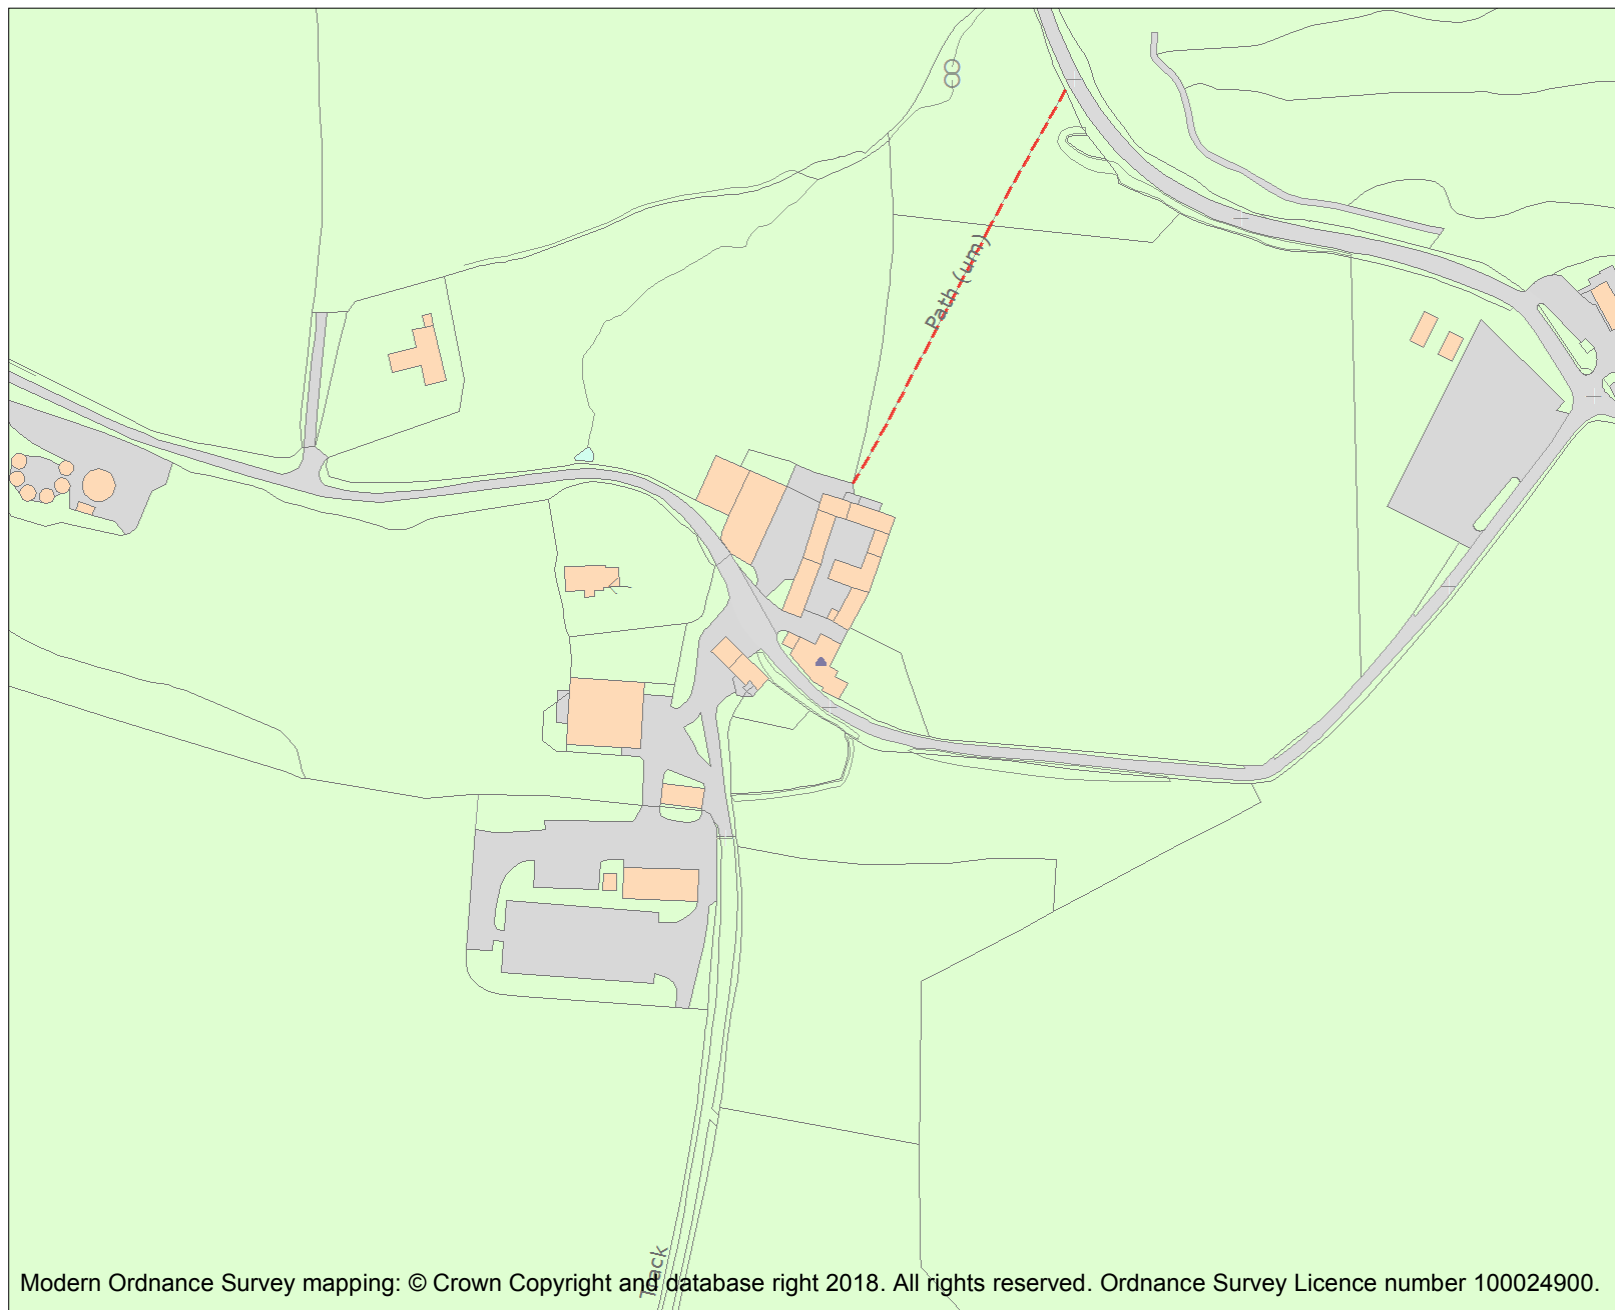 Path (um)
Track
Modern Ordnance Survey mapping: © Crown Copyright and database right 2018. All rights reserved. Ordnance Survey Licence number 100024900.